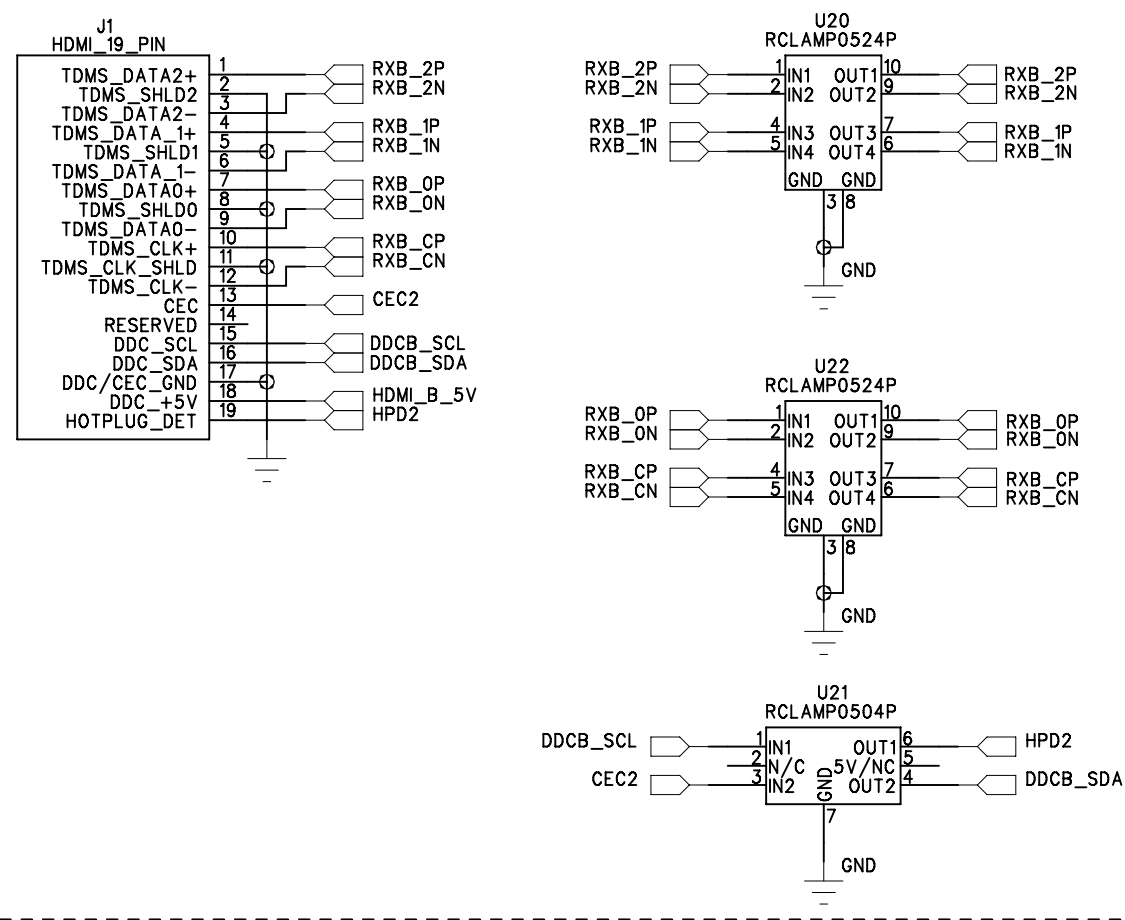 J1
HDMI_19_PIN
TDMS_DATA2+ 1 RXB_2P
TDMS_SHLD2 2 RXB_2N
TDMS_DATA2- 3
TDMS_DATA_1+ 4 RXB_1P
TDMS_SHLD1 5 RXB_1N
TDMS_DATA_1- 6
TDMS_DATA0+ 7 RXB_0P
TDMS_SHLD0 8 RXB_0N
TDMS_DATA0- 9
TDMS_CLK+ 10 RXB_CP
TDMS_CLK_SHLD 11 RXB_CN
TDMS_CLK- 12
CEC 13 CEC2
RESERVED 14
DDC_SCL 15 DDCB_SCL
DDC_SDA 16 DDCB_SDA
DDC/CEC_GND 17
DDC_+5V 18 HDMI_B_5V
HOTPLUG_DET 19 HPD2
U20
RCLAMP0524P
RXB_2P 1 IN1 OUT1 10 RXB_2P
RXB_2N 2 IN2 OUT2 9 RXB_2N
RXB_1P 4 IN3 OUT3 7 RXB_1P
RXB_1N 5 IN4 OUT4 6 RXB_1N
GND GND
3 8
GND
U22
RCLAMP0524P
RXB_0P 1 IN1 OUT1 10 RXB_0P
RXB_0N 2 IN2 OUT2 9 RXB_0N
RXB_CP 4 IN3 OUT3 7 RXB_CP
RXB_CN 5 IN4 OUT4 6 RXB_CN
GND GND
3 8
GND
U21
RCLAMP0504P
DDCB_SCL 1 IN1 OUT1 6 HPD2
2 N/C 5V/NC 5
CEC2 3 IN2 GND OUT2 4 DDCB_SDA
7
GND